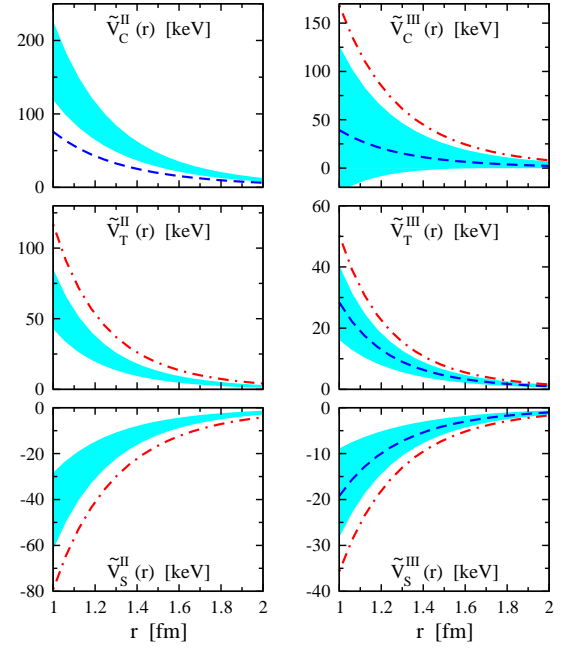 Ṽ_C^II (r) [keV]
200
150
100
50
0
Ṽ_C^III (r) [keV]
150
100
50
0
Ṽ_T^II (r) [keV]
100
50
0
Ṽ_T^III (r) [keV]
60
40
20
0
Ṽ_S^II (r) [keV]
0
-20
-40
-60
-80
1 1.2 1.4 1.6 1.8 2
r [fm]
Ṽ_S^III (r) [keV]
0
-10
-20
-30
-40
1 1.2 1.4 1.6 1.8 2
r [fm]